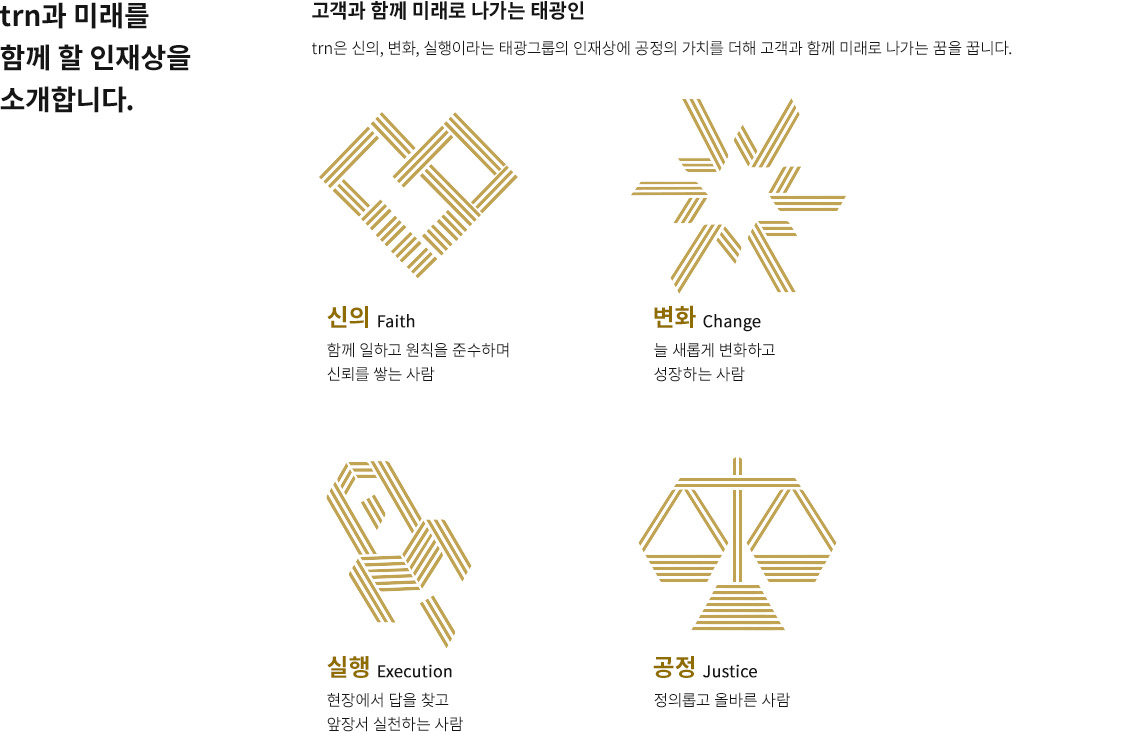 trn과 미래를
함께 할 인재상을
소개합니다.
고객과 함께 미래로 나가는 태광인
trn은 신의, 변화, 실행이라는 태광그룹의 인재상에 공정의 가치를 더해 고객과 함께 미래로 나가는 꿈을 꿉니다.
신의 Faith
함께 일하고 원칙을 준수하며
신뢰를 쌓는 사람
변화 Change
늘 새롭게 변화하고
성장하는 사람
실행 Execution
현장에서 답을 찾고
앞장서 실천하는 사람
공정 Justice
정의롭고 올바른 사람